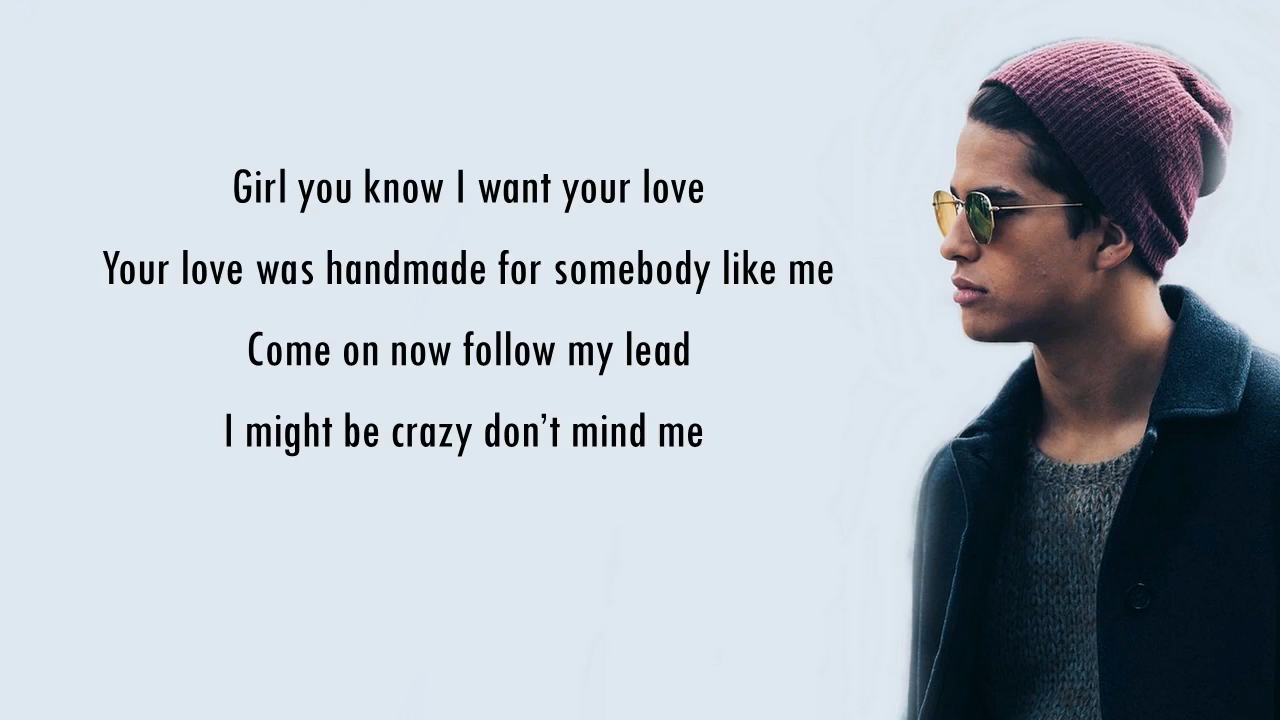 Girl you know I want your love
Your love was handmade for somebody like me
Come on now follow my lead
I might be crazy don’t mind me